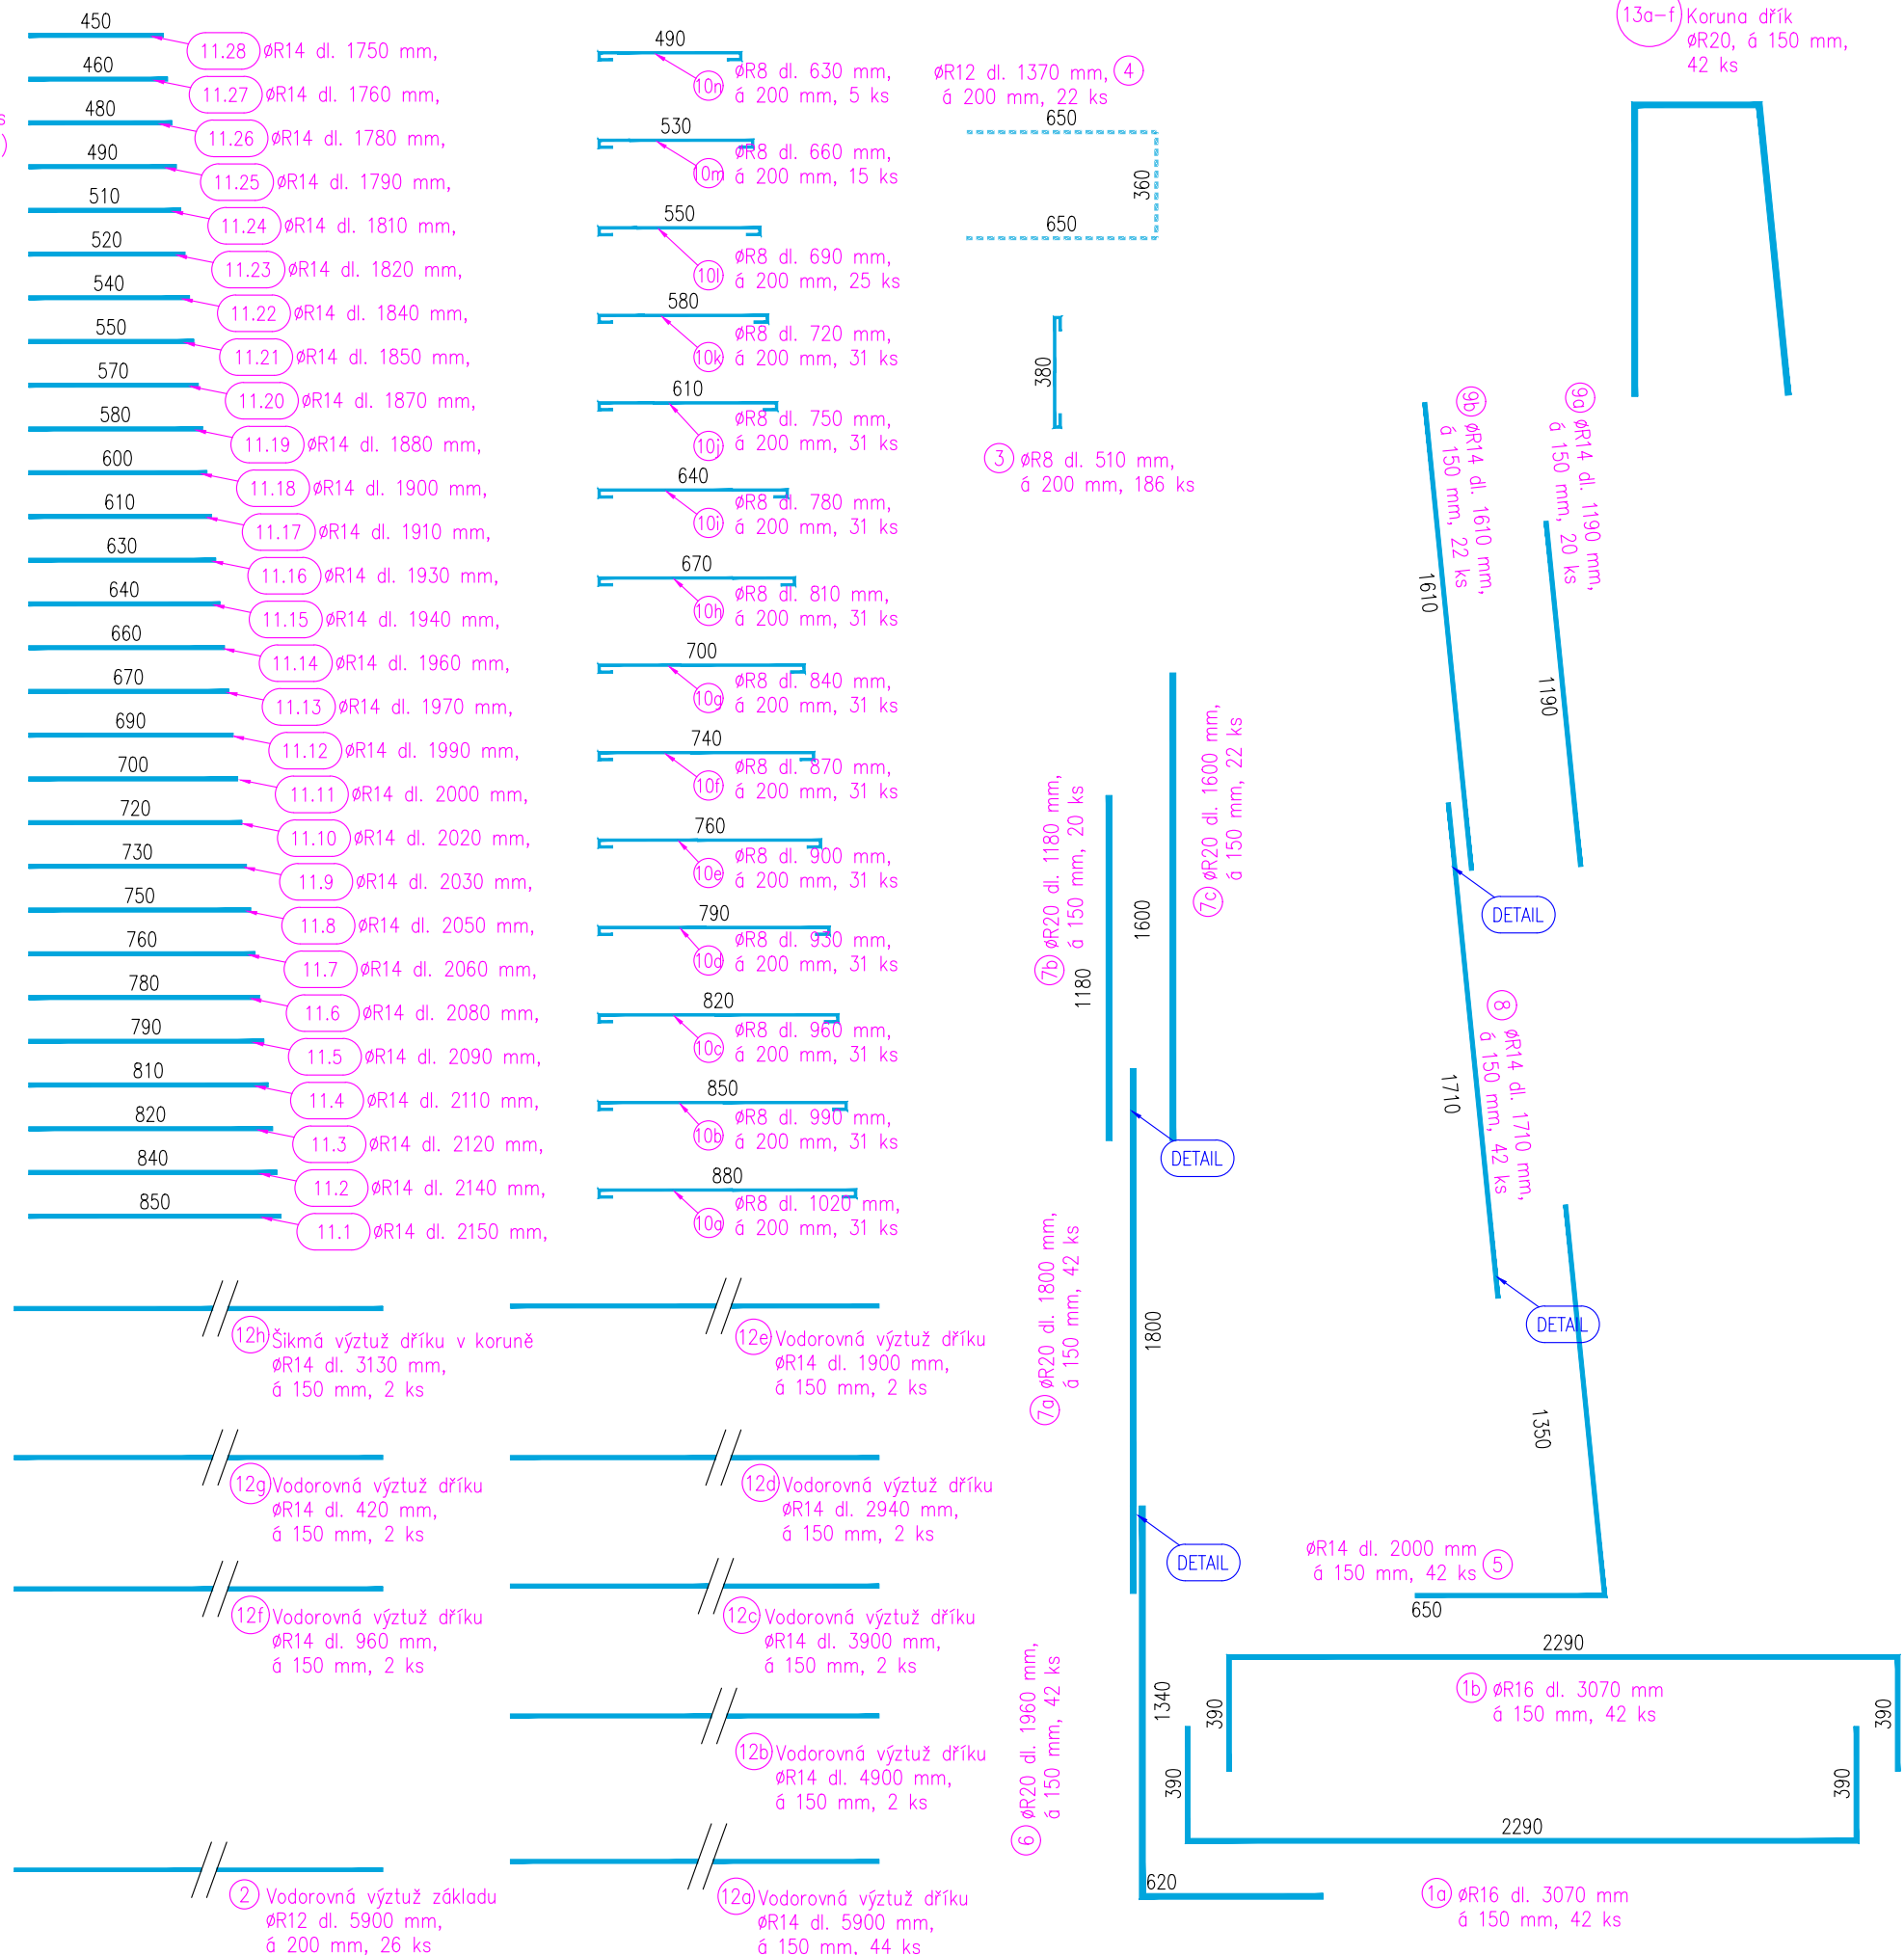 450
11.28 øR14 dl. 1750 mm,
460
11.27 øR14 dl. 1760 mm,
480
11.26 øR14 dl. 1780 mm,
490
11.25 øR14 dl. 1790 mm,
510
11.24 øR14 dl. 1810 mm,
520
11.23 øR14 dl. 1820 mm,
540
11.22 øR14 dl. 1840 mm,
550
11.21 øR14 dl. 1850 mm,
570
11.20 øR14 dl. 1870 mm,
580
11.19 øR14 dl. 1880 mm,
600
11.18 øR14 dl. 1900 mm,
610
11.17 øR14 dl. 1910 mm,
630
11.16 øR14 dl. 1930 mm,
640
11.15 øR14 dl. 1940 mm,
660
11.14 øR14 dl. 1960 mm,
670
11.13 øR14 dl. 1970 mm,
690
11.12 øR14 dl. 1990 mm,
700
11.11 øR14 dl. 2000 mm,
720
11.10 øR14 dl. 2020 mm,
730
11.9 øR14 dl. 2030 mm,
750
11.8 øR14 dl. 2050 mm,
760
11.7 øR14 dl. 2060 mm,
780
11.6 øR14 dl. 2080 mm,
790
11.5 øR14 dl. 2090 mm,
810
11.4 øR14 dl. 2110 mm,
820
11.3 øR14 dl. 2120 mm,
840
11.2 øR14 dl. 2140 mm,
850
11.1 øR14 dl. 2150 mm,
s
)
490
10n øR8 dl. 630 mm,
á 200 mm, 5 ks
530
10m øR8 dl. 660 mm,
á 200 mm, 15 ks
550
10l øR8 dl. 690 mm,
á 200 mm, 25 ks
580
10k øR8 dl. 720 mm,
á 200 mm, 31 ks
610
10j øR8 dl. 750 mm,
á 200 mm, 31 ks
640
10i øR8 dl. 780 mm,
á 200 mm, 31 ks
670
10h øR8 dl. 810 mm,
á 200 mm, 31 ks
700
10g øR8 dl. 840 mm,
á 200 mm, 31 ks
740
10f øR8 dl. 870 mm,
á 200 mm, 31 ks
760
10e øR8 dl. 900 mm,
á 200 mm, 31 ks
790
10d øR8 dl. 930 mm,
á 200 mm, 31 ks
820
10c øR8 dl. 960 mm,
á 200 mm, 31 ks
850
10b øR8 dl. 990 mm,
á 200 mm, 31 ks
880
10a øR8 dl. 1020 mm,
á 200 mm, 31 ks
12h Šikmá výztuž dříku v koruně
øR14 dl. 3130 mm,
á 150 mm, 2 ks
12g Vodorovná výztuž dříku
øR14 dl. 420 mm,
á 150 mm, 2 ks
12f Vodorovná výztuž dříku
øR14 dl. 960 mm,
á 150 mm, 2 ks
2 Vodorovná výztuž základu
øR12 dl. 5900 mm,
á 200 mm, 26 ks
12e Vodorovná výztuž dříku
øR14 dl. 1900 mm,
á 150 mm, 2 ks
12d Vodorovná výztuž dříku
øR14 dl. 2940 mm,
á 150 mm, 2 ks
12c Vodorovná výztuž dříku
øR14 dl. 3900 mm,
á 150 mm, 2 ks
12b Vodorovná výztuž dříku
øR14 dl. 4900 mm,
á 150 mm, 2 ks
12a Vodorovná výztuž dříku
øR14 dl. 5900 mm,
á 150 mm, 44 ks
øR12 dl. 1370 mm, 4
á 200 mm, 22 ks
650
360
650
380
3 øR8 dl. 510 mm,
á 200 mm, 186 ks
13a-f Koruna dřík
øR20, á 150 mm,
42 ks
9b øR14 dl. 1610 mm,
á 150 mm, 22 ks
1610
9a øR14 dl. 1190 mm,
á 150 mm, 20 ks
1190
7b øR20 dl. 1180 mm,
á 150 mm, 20 ks
1180
7c øR20 dl. 1600 mm,
á 150 mm, 22 ks
1600
DETAIL
8 øR14 dl. 1710 mm,
á 150 mm, 42 ks
1710
DETAIL
DETAIL
7a øR20 dl. 1800 mm,
á 150 mm, 42 ks
1800
1350
DETAIL
øR14 dl. 2000 mm
á 150 mm, 42 ks 5
650
6 øR20 dl. 1960 mm,
á 150 mm, 42 ks
1340
620
2290
390
390
1b øR16 dl. 3070 mm
á 150 mm, 42 ks
390
390
2290
1a øR16 dl. 3070 mm
á 150 mm, 42 ks